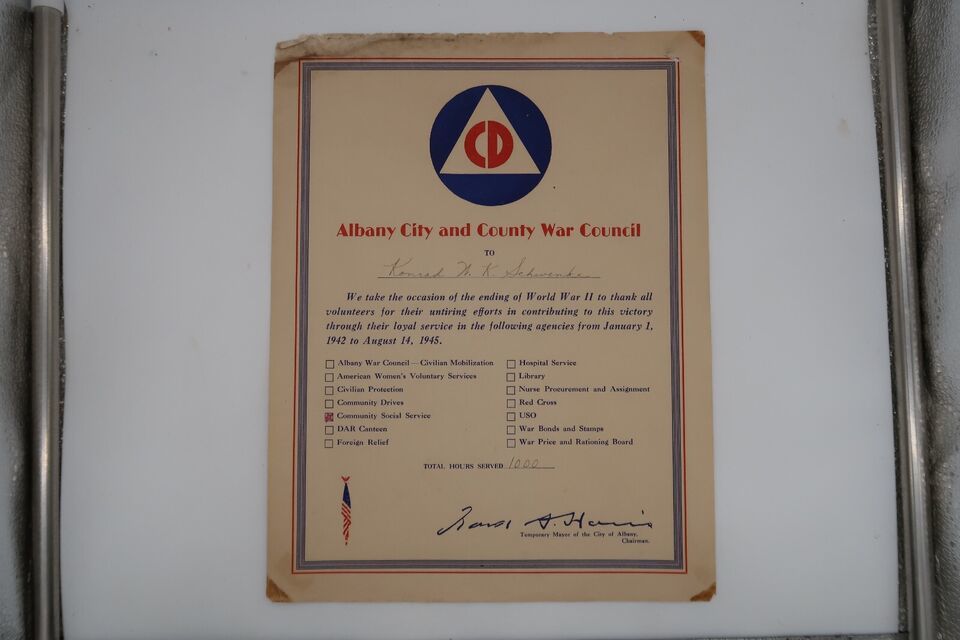 CD
Albany City and County War Council
TO
Konrad W. K. Schwenke
We take the occasion of the ending of World War II to thank all
volunteers for their untiring efforts in contributing to this victory
through their loyal service in the following agencies from January 1,
1942 to August 14, 1945.
Albany War Council—Civilian Mobilization
American Women's Voluntary Services
Civilian Protection
Community Drives
Community Social Service
DAR Canteen
Foreign Relief
Hospital Service
Library
Nurse Procurement and Assignment
Red Cross
USO
War Bonds and Stamps
War Price and Rationing Board
TOTAL HOURS SERVED 1000
A. Harris
Temporary Mayor of the City of Albany,
Chairman.